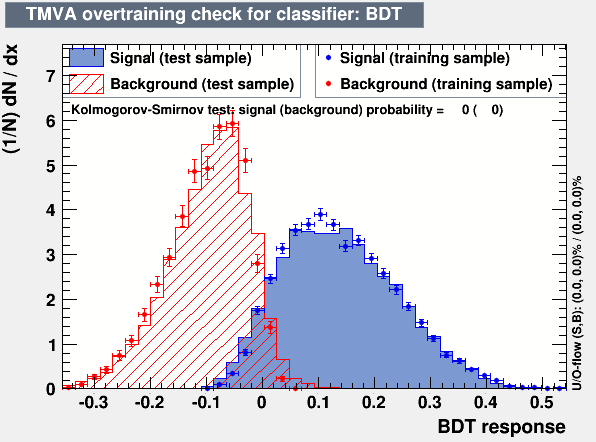 TMVA overtraining check for classifier: BDT
(1/N) dN / dx
Signal (test sample)
Background (test sample)
Signal (training sample)
Background (training sample)
Kolmogorov-Smirnov test: signal (background) probability = 0 ( 0)
7
6
5
4
3
2
1
0
-0.3 -0.2 -0.1 0 0.1 0.2 0.3 0.4 0.5
BDT response
U/O-flow (S,B): (0.0, 0.0)% / (0.0, 0.0)%